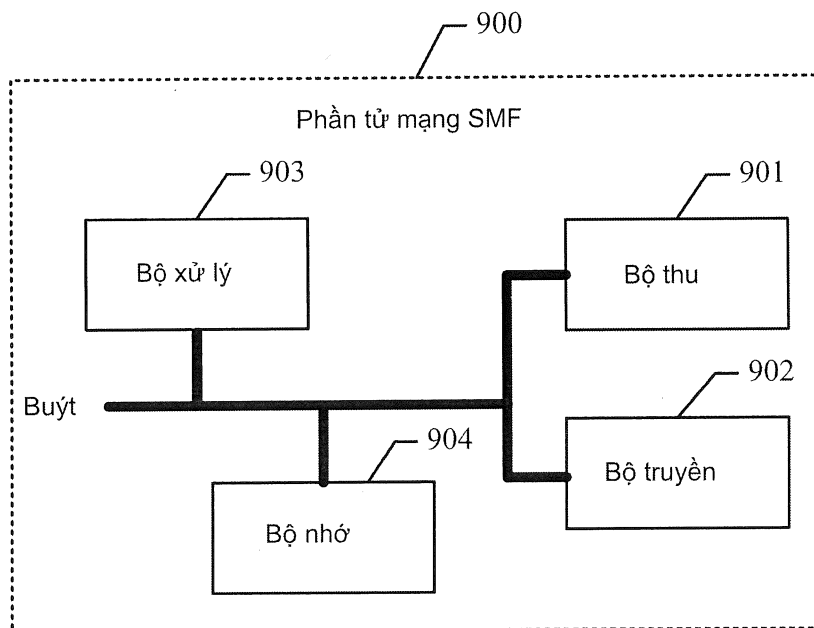 900
Phần tử mạng SMF
903
901
Bộ xử lý
Bộ thu
902
Buýt
904
Bộ truyền
Bộ nhớ